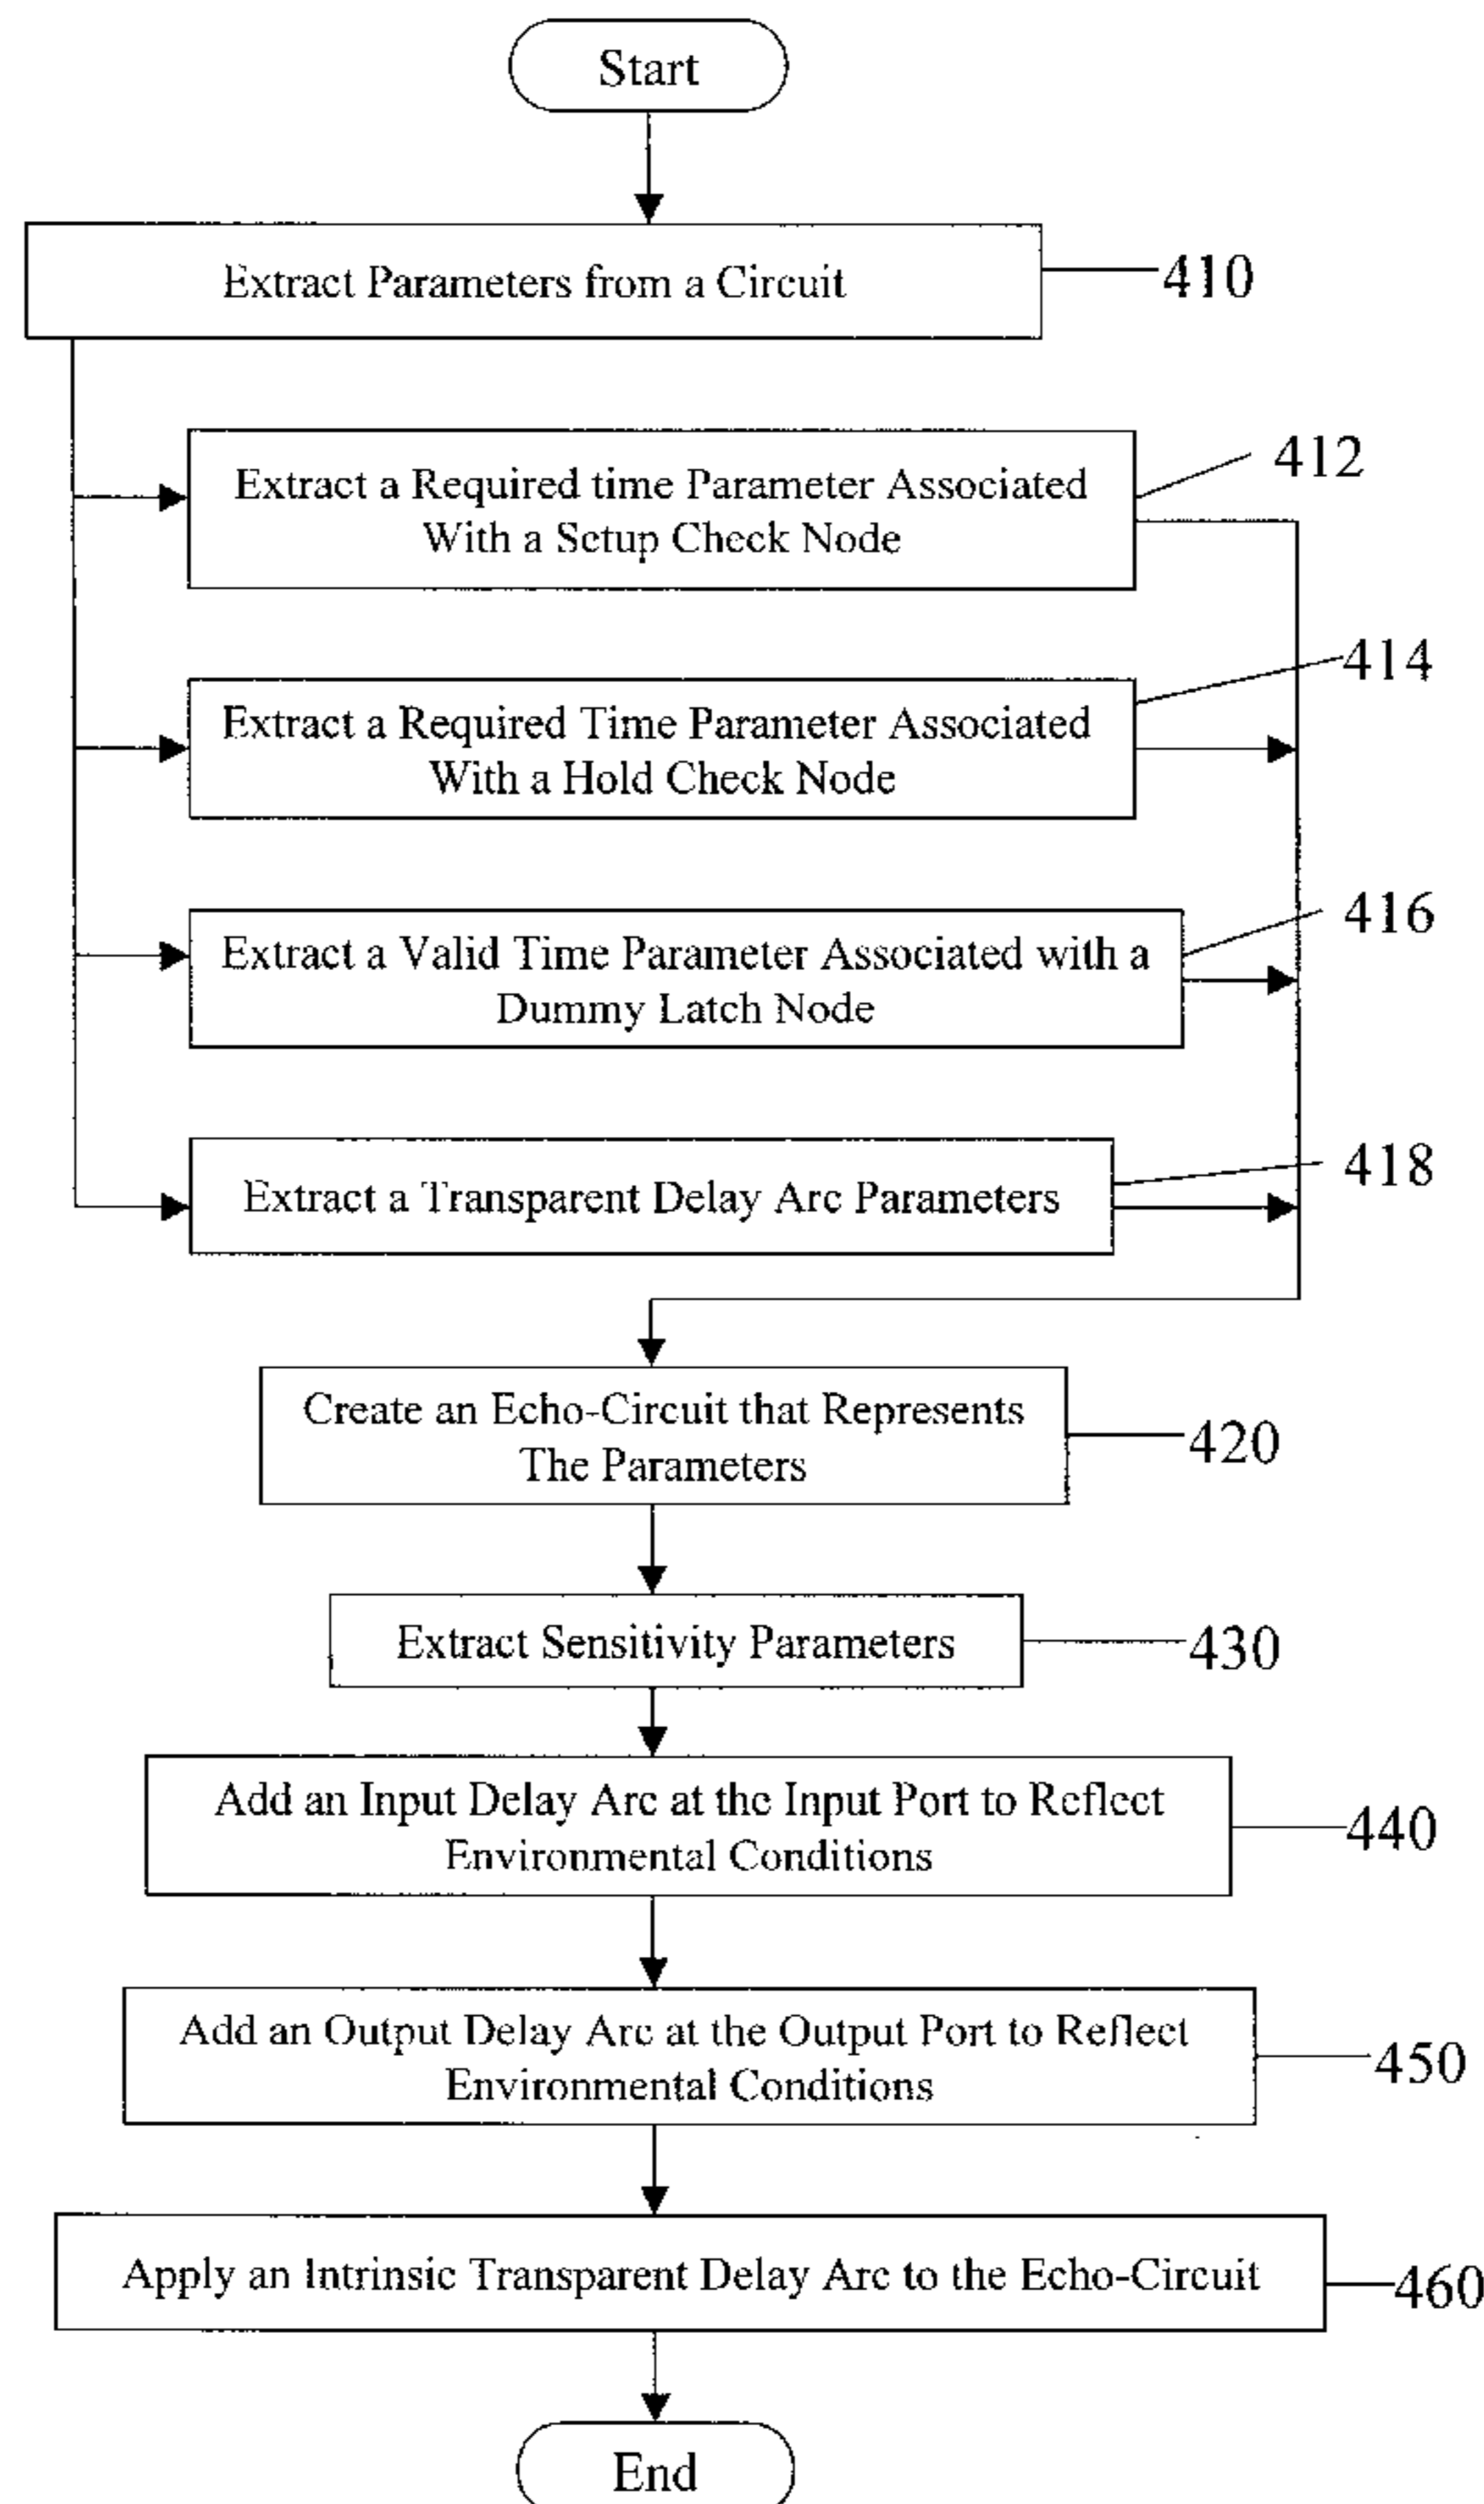 Start
Extract Parameters from a Circuit
410
Extract a Required time Parameter Associated
With a Setup Check Node
412
Extract a Required Time Parameter Associated
With a Hold Check Node
414
Extract a Valid Time Parameter Associated with a
Dummy Latch Node
416
Extract a Transparent Delay Arc Parameters
418
Create an Echo-Circuit that Represents
The Parameters
420
Extract Sensitivity Parameters
430
Add an Input Delay Arc at the Input Port to Reflect
Environmental Conditions
440
Add an Output Delay Arc at the Output Port to Reflect
Environmental Conditions
450
Apply an Intrinsic Transparent Delay Arc to the Echo-Circuit
460
End